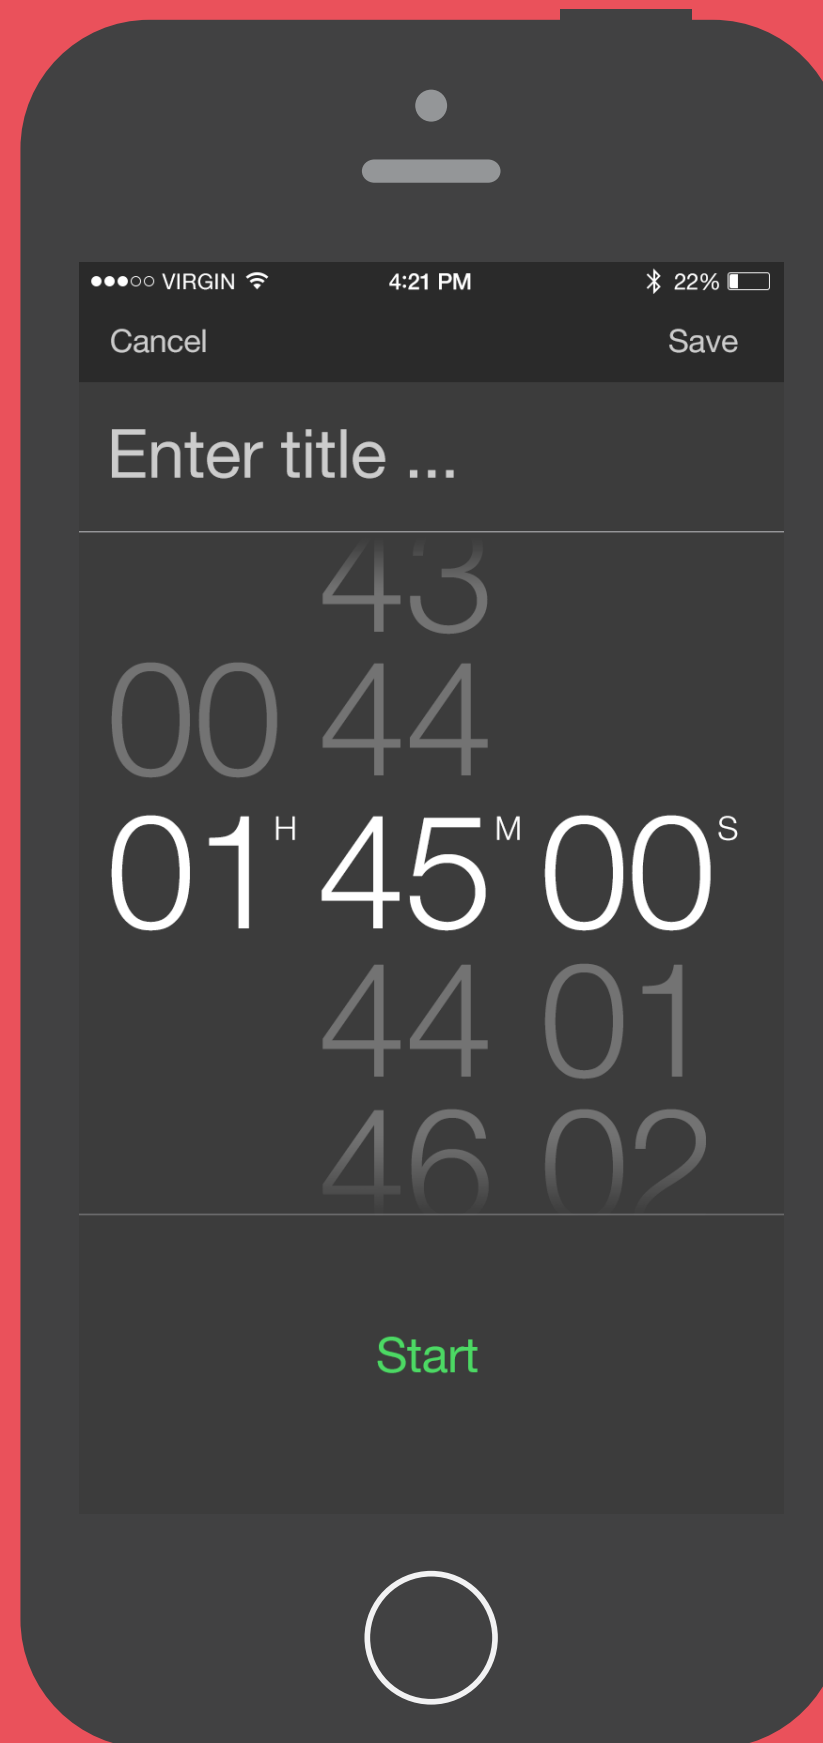 VIRGIN 4:21 PM 22%
Cancel Save
Enter title ...
43
00 44
01 H 45 M 00 S
44 01
46 02
Start